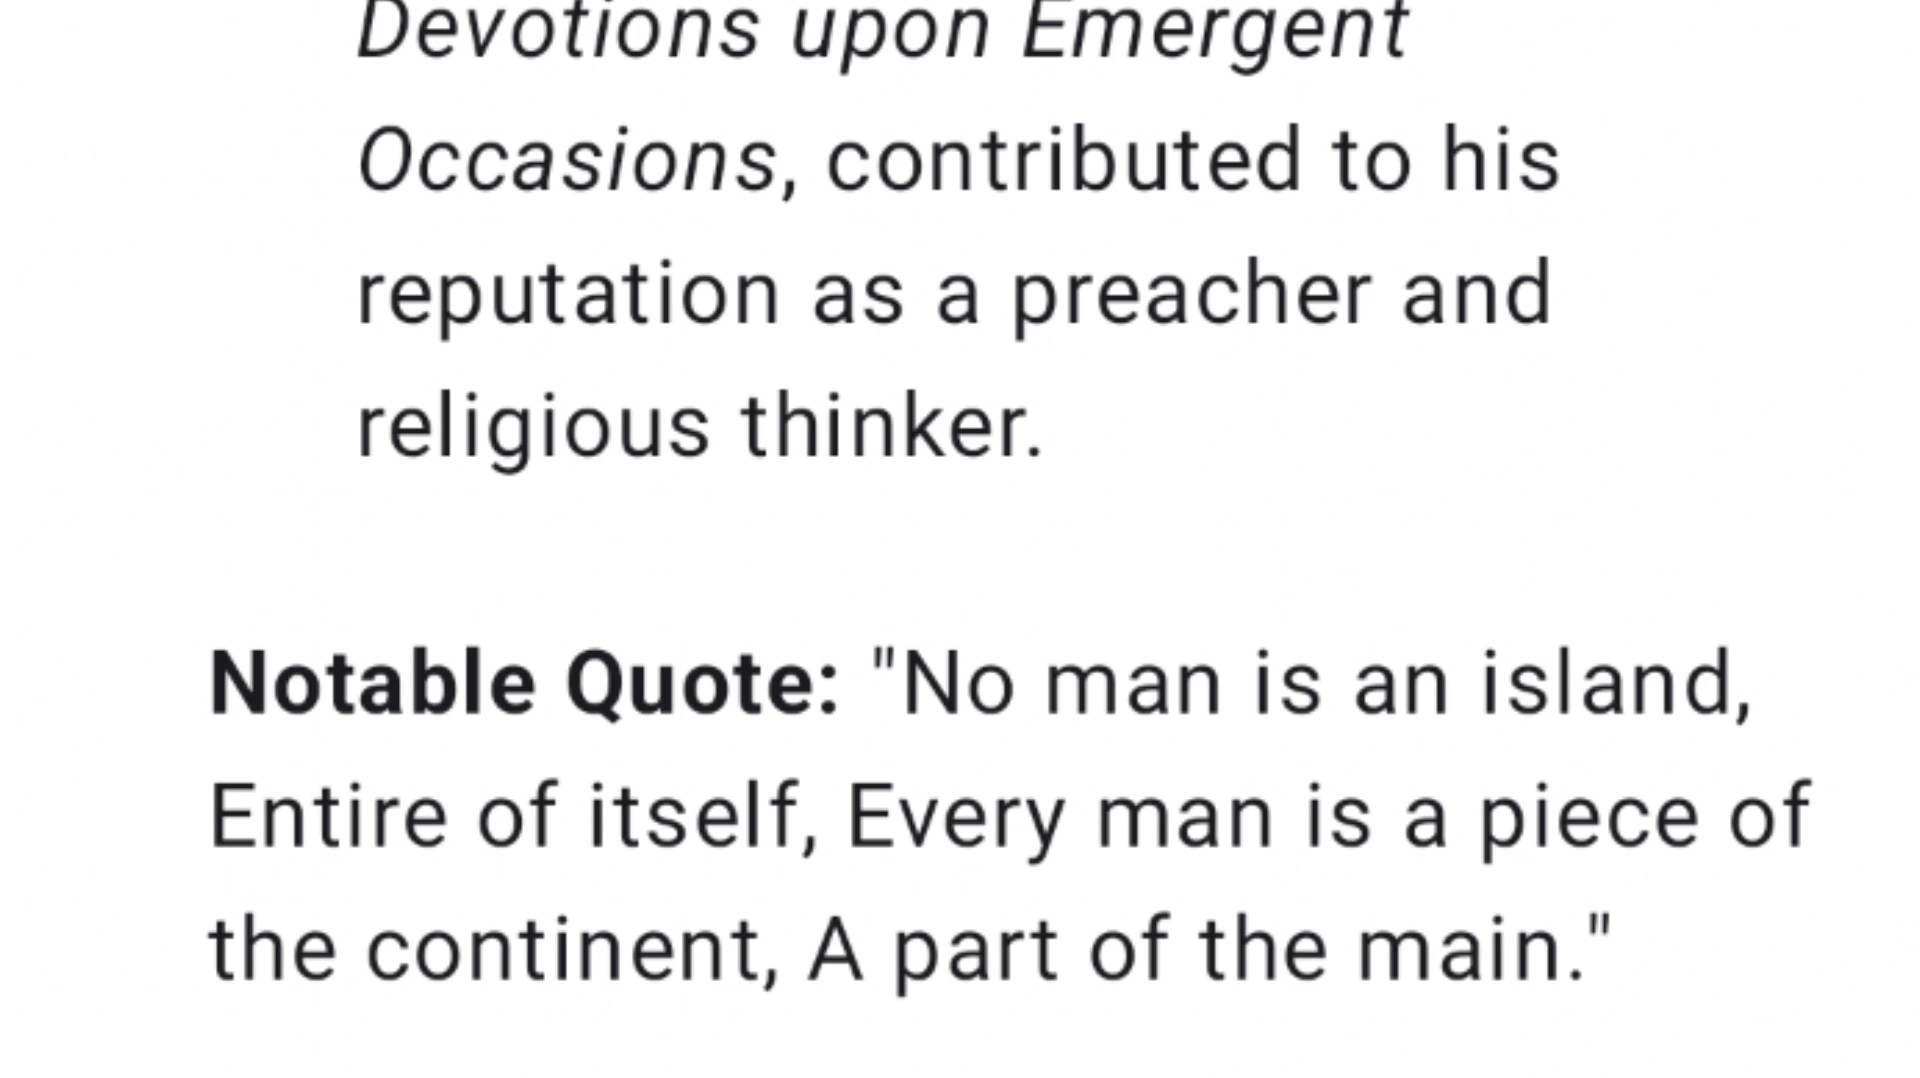 Devotions upon Emergent
Occasions, contributed to his
reputation as a preacher and
religious thinker.
Notable Quote: "No man is an island,
Entire of itself, Every man is a piece of
the continent, A part of the main."